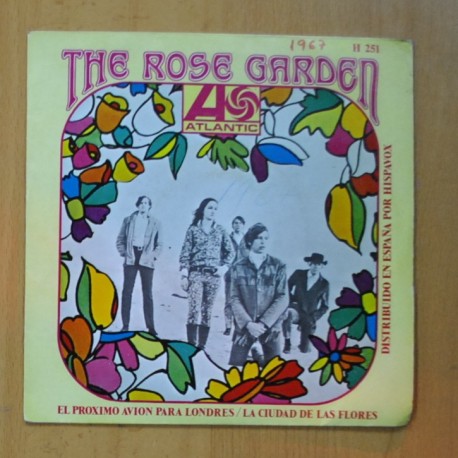 1967
H 251
THE ROSE GARDEN
ATLANTIC
DISTRIBUIDO EN ESPAÑA POR HISPAVOX
EL PROXIMO AVION PARA LONDRES / LA CIUDAD DE LAS FLORES